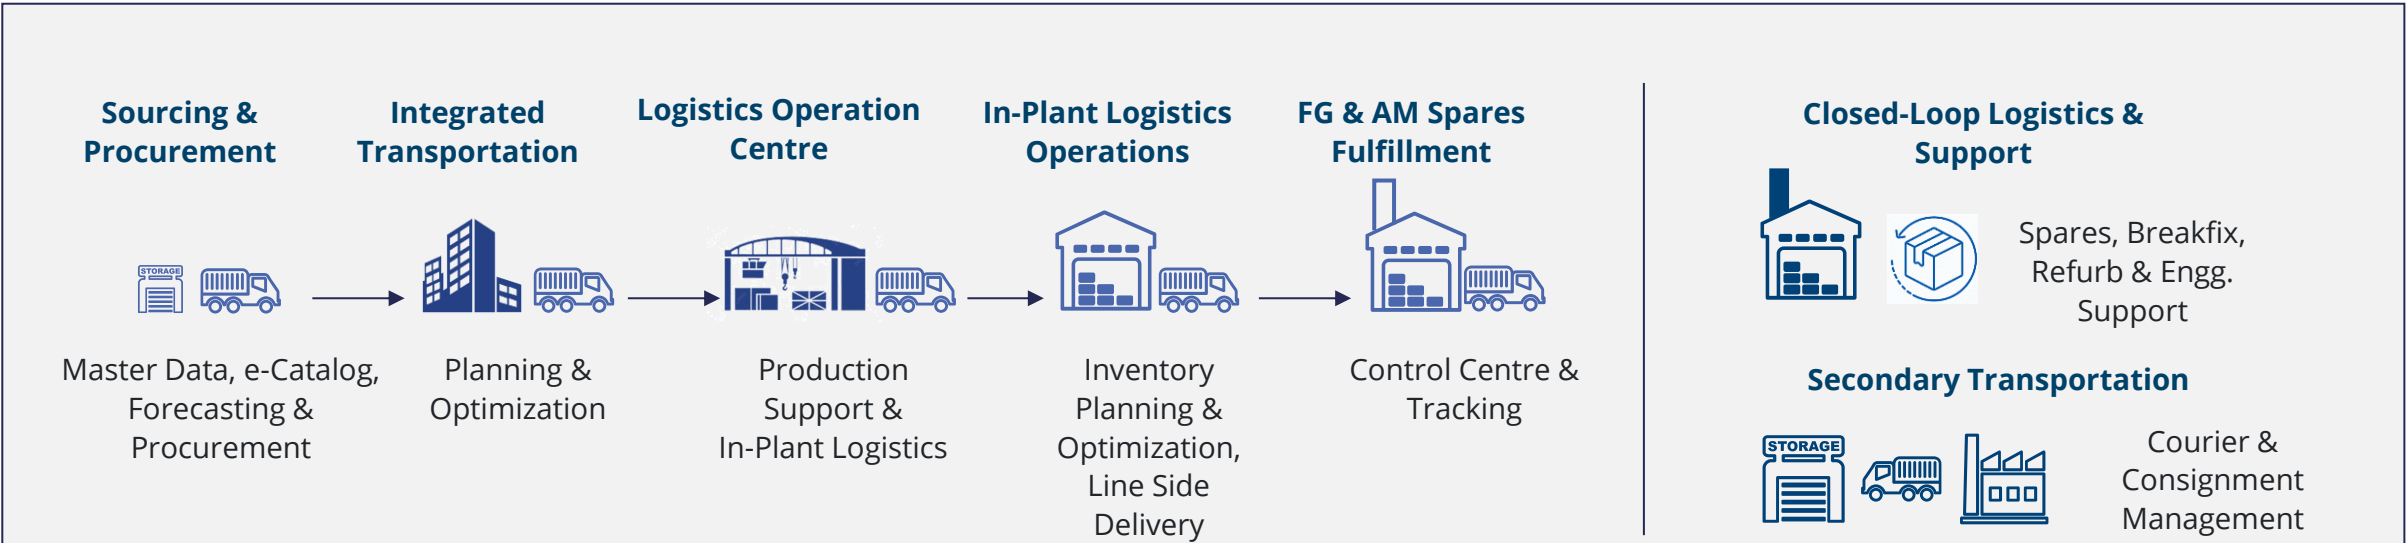 Sourcing &
Procurement
Integrated
Transportation
Logistics Operation
Centre
In-Plant Logistics
Operations
FG & AM Spares
Fulfillment
STORAGE
Master Data, e-Catalog,
Forecasting &
Procurement
Planning &
Optimization
Production
Support &
In-Plant Logistics
Inventory
Planning &
Optimization,
Line Side
Delivery
Control Centre &
Tracking
Closed-Loop Logistics &
Support
Spares, Breakfix,
Refurb & Engg.
Support
Secondary Transportation
STORAGE
Courier &
Consignment
Management